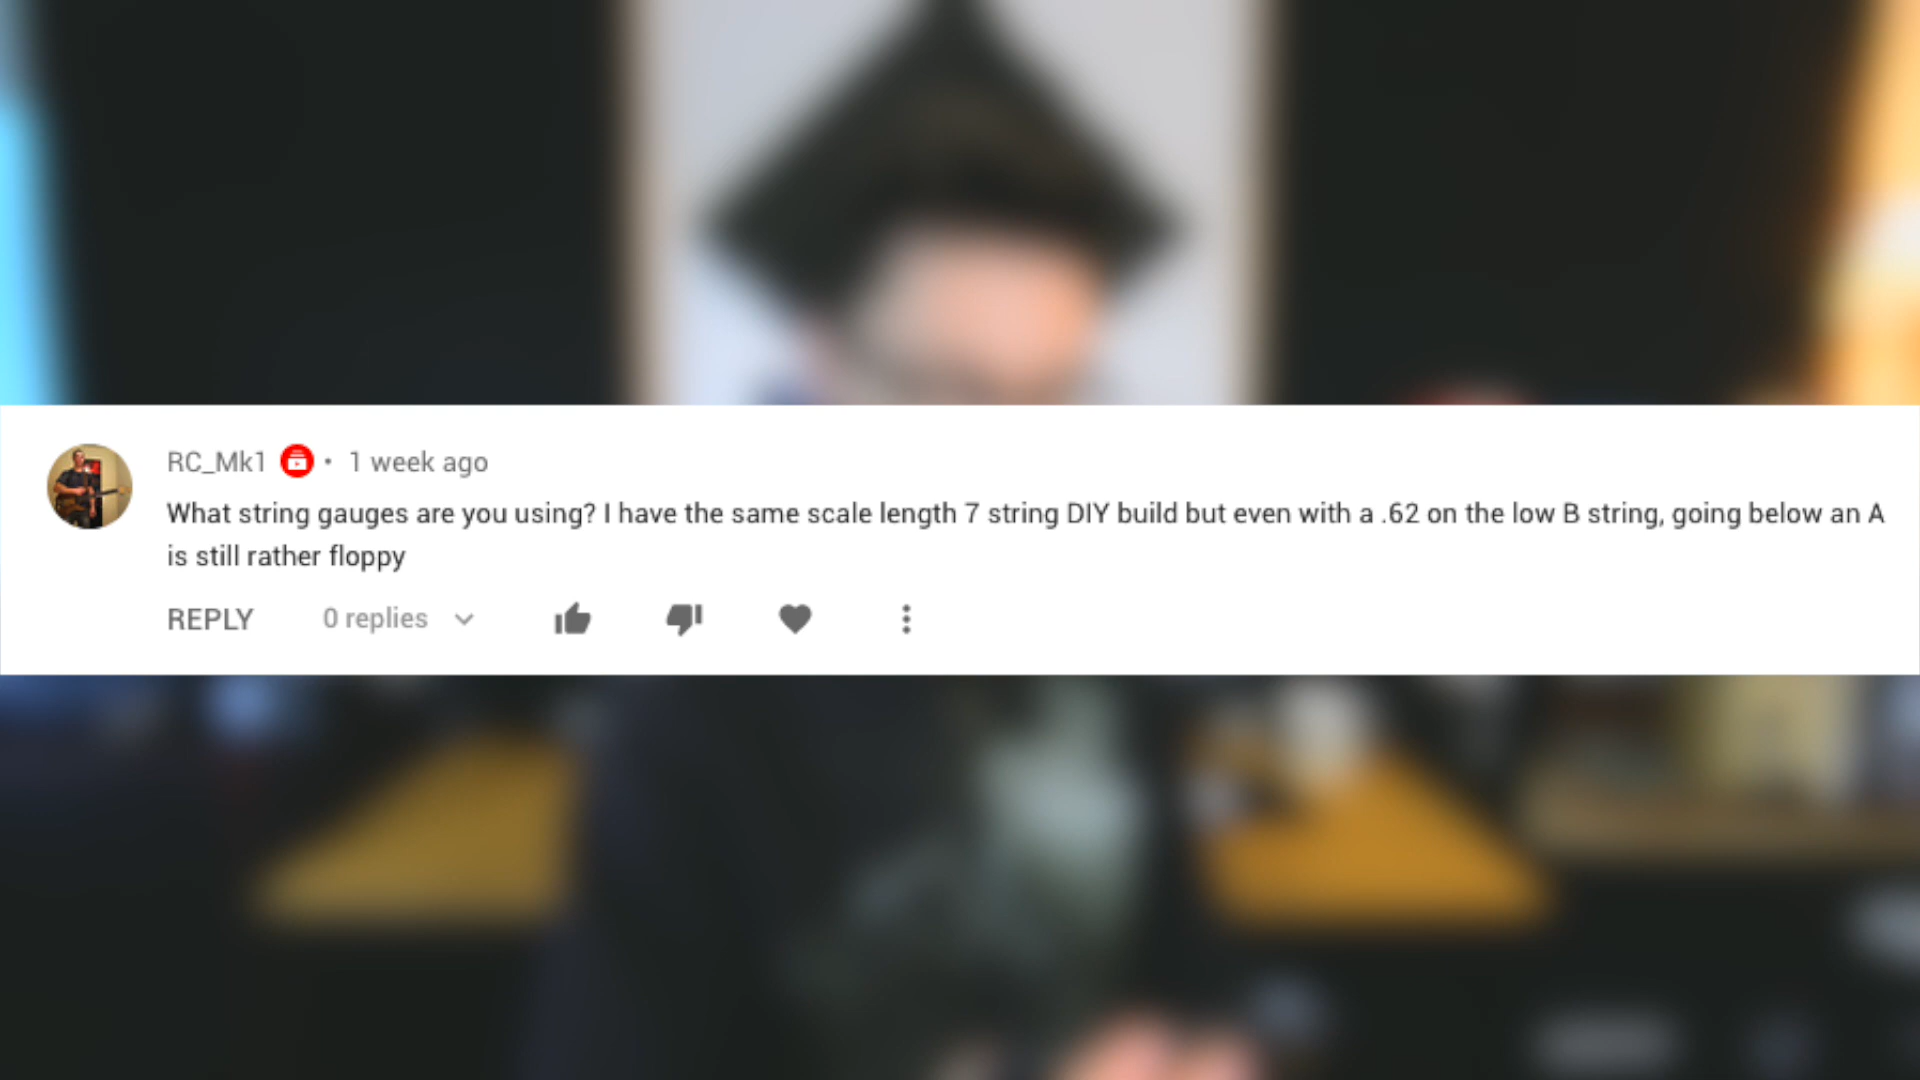 RC_Mk1 • 1 week ago
What string gauges are you using? I have the same scale length 7 string DIY build but even with a .62 on the low B string, going below an A
is still rather floppy
REPLY 0 replies